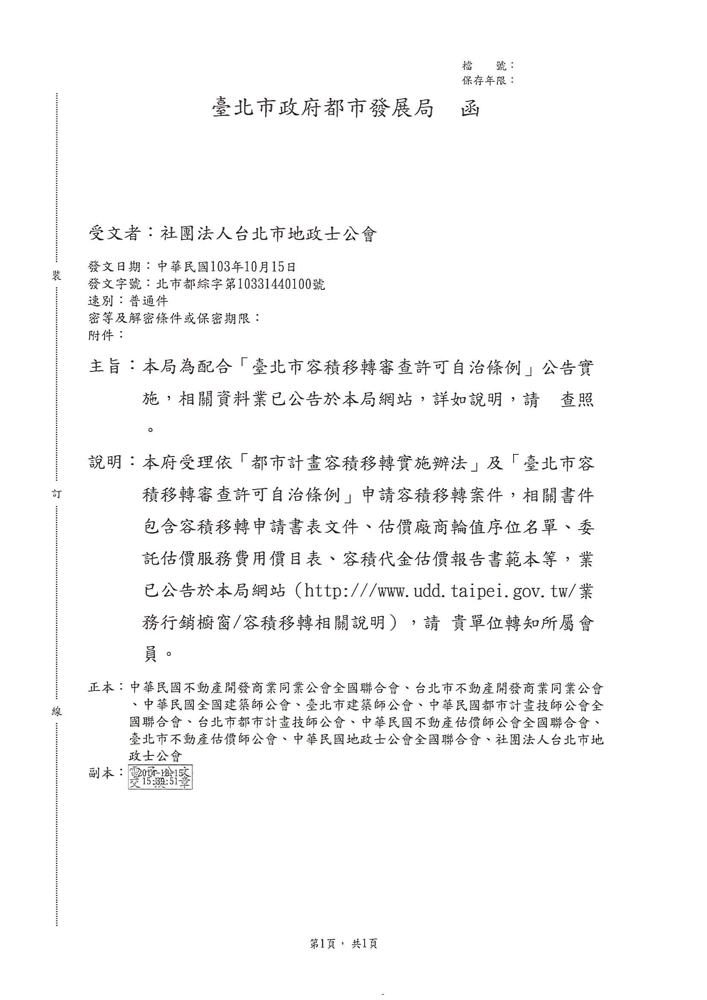 檔　　號：
保存年限：
臺北市政府都市發展局　函
受文者：社團法人台北市地政士公會
發文日期：中華民國103年10月15日
發文字號：北市都綜字第10331440100號
速別：普通件
密等及解密條件或保密期限：
附件：
主旨：本局為配合「臺北市容積移轉審查許可自治條例」公告實
施，相關資料業已公告於本局網站，詳如說明，請　查照
。
說明：本府受理依「都市計畫容積移轉實施辦法」及「臺北市容
積移轉審查許可自治條例」申請容積移轉案件，相關書件
包含容積移轉申請書表文件、估價廠商輪值序位名單、委
託估價服務費用價目表、容積代金估價報告書範本等，業
已公告於本局網站（http:///www.udd.taipei.gov.tw/業
務行銷櫥窗/容積移轉相關說明），請 貴單位轉知所屬會
員。
正本：中華民國不動產開發商業同業公會全國聯合會、台北市不動產開發商業同業公會
、中華民國全國建築師公會、臺北市建築師公會、中華民國都市計畫技師公會全
國聯合會、台北市都市計畫技師公會、中華民國不動產估價師公會全國聯合會、
臺北市不動產估價師公會、中華民國地政士公會全國聯合會、社團法人台北市地
政士公會
副本：
電子公文
交換章
2014-10-15
15:39:51
裝
訂
線
第1頁， 共1頁